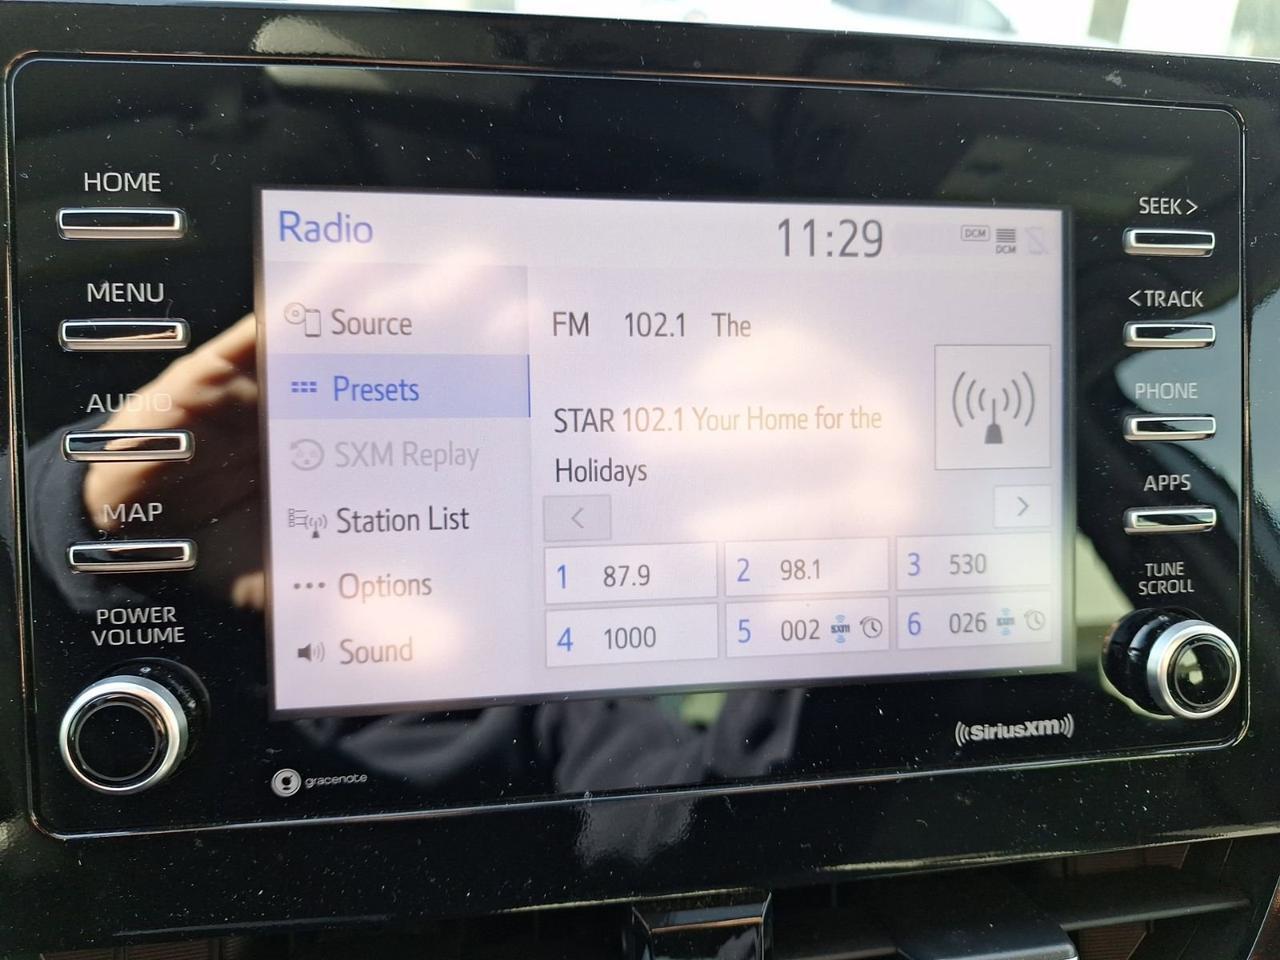 HOME
MENU
AUDIO
MAP
POWER
VOLUME
Radio
11:29
DCM
DCM
Source
Presets
SXM Replay
Station List
Options
Sound
FM 102.1 The
STAR 102.1 Your Home for the
Holidays
< >
1 87.9 2 98.1 3 530
4 1000 5 002 SXM 6 026 SXM
SEEK >
< TRACK
PHONE
APPS
TUNE
SCROLL
gracenote
((SiriusXM))